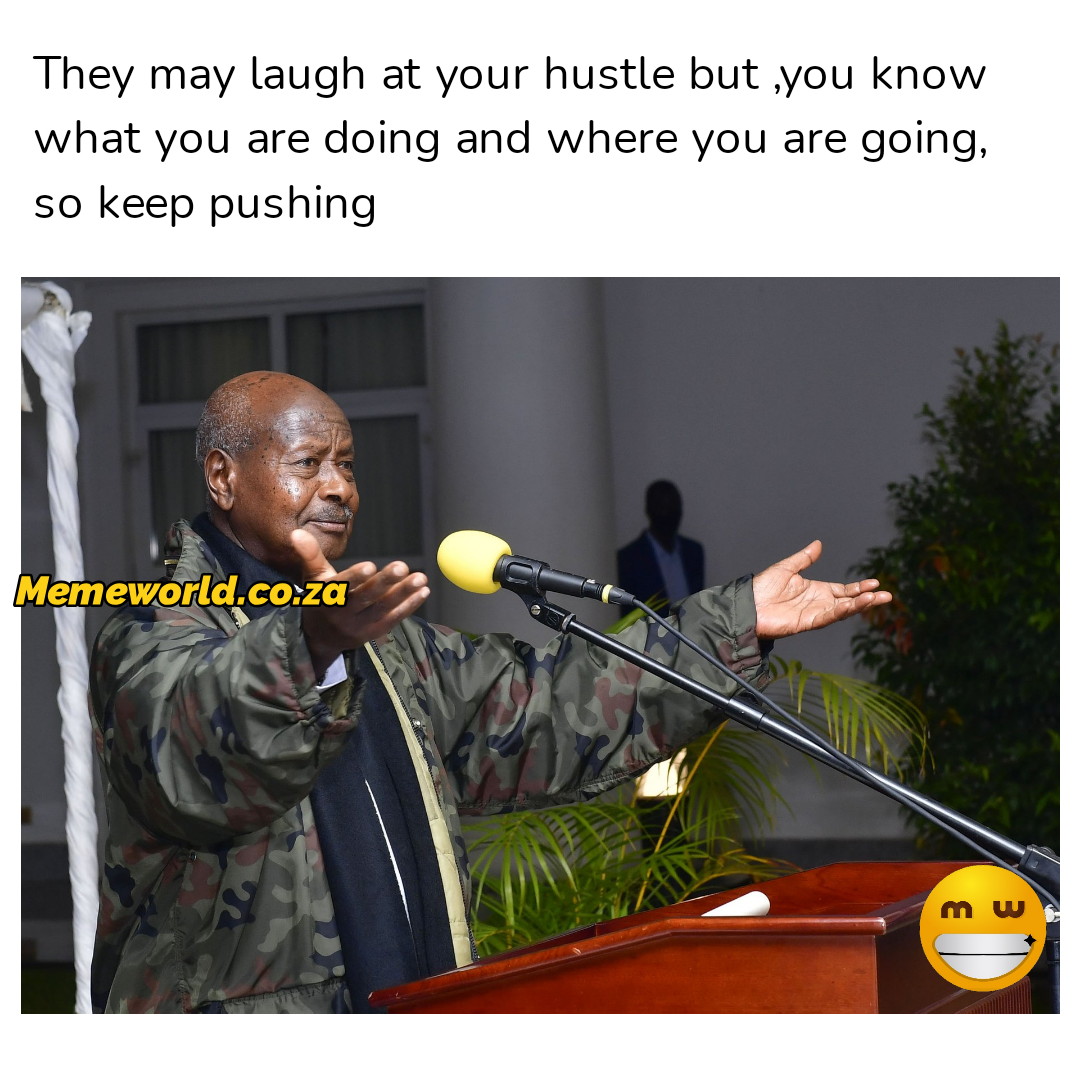 They may laugh at your hustle but ,you know
what you are doing and where you are going,
so keep pushing
Memeworld.co.za
m w